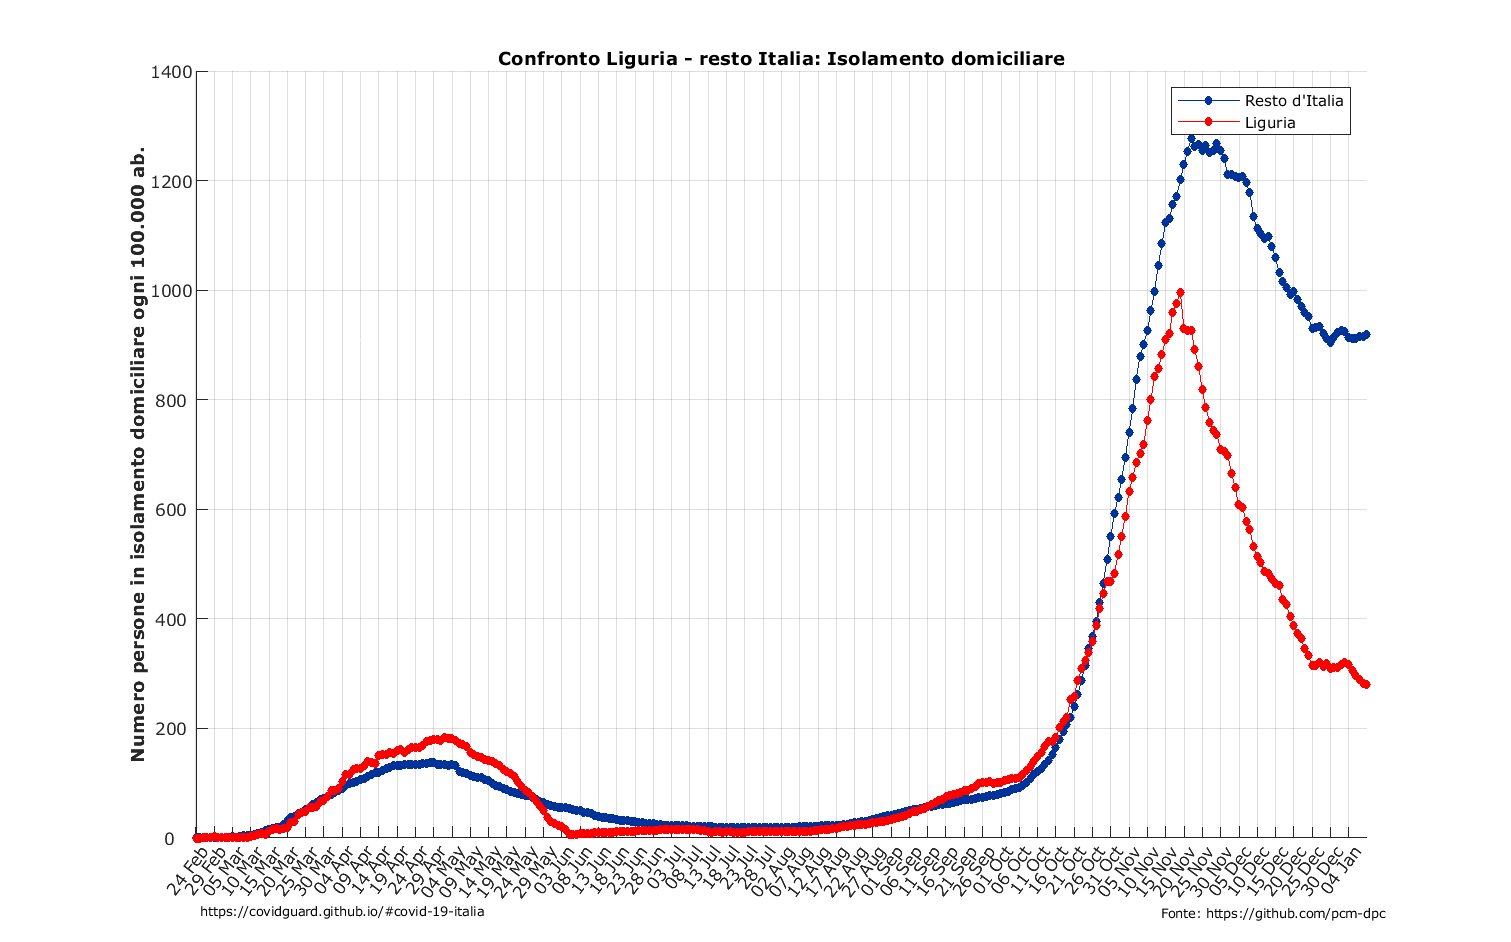 Confronto Liguria - resto Italia: Isolamento domiciliare
Numero persone in isolamento domiciliare ogni 100.000 ab.
1400
1200
1000
800
600
400
200
0
Resto d'Italia
Liguria
24 Feb
29 Feb
05 Mar
10 Mar
15 Mar
20 Mar
25 Mar
30 Mar
04 Apr
09 Apr
14 Apr
19 Apr
24 Apr
29 Apr
04 May
09 May
14 May
19 May
24 May
29 May
03 Jun
08 Jun
13 Jun
18 Jun
23 Jun
28 Jun
03 Jul
08 Jul
13 Jul
18 Jul
23 Jul
28 Jul
02 Aug
07 Aug
12 Aug
17 Aug
22 Aug
27 Aug
01 Sep
06 Sep
11 Sep
16 Sep
21 Sep
26 Sep
01 Oct
06 Oct
11 Oct
16 Oct
21 Oct
26 Oct
31 Oct
05 Nov
10 Nov
15 Nov
20 Nov
25 Nov
30 Nov
05 Dec
10 Dec
15 Dec
20 Dec
25 Dec
30 Dec
04 Jan
https://covidguard.github.io/#covid-19-italia
Fonte: https://github.com/pcm-dpc